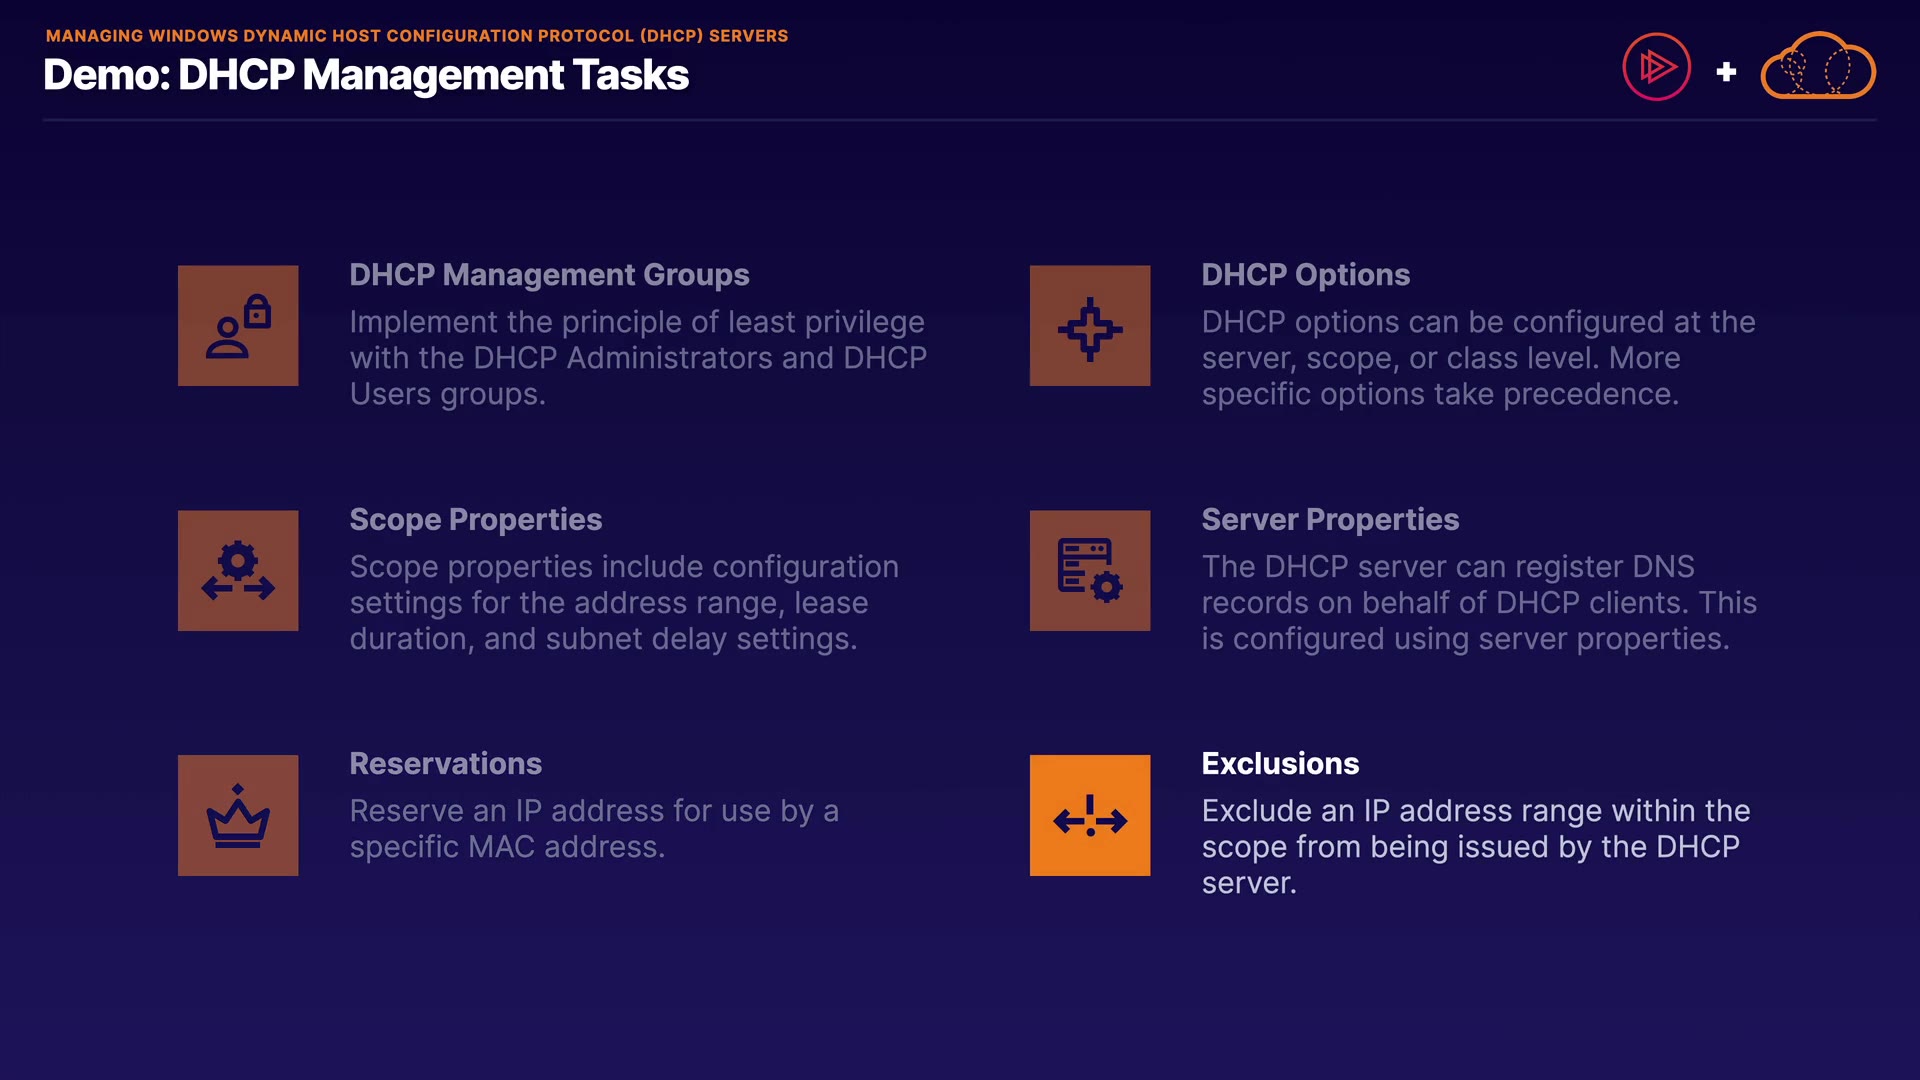 MANAGING WINDOWS DYNAMIC HOST CONFIGURATION PROTOCOL (DHCP) SERVERS
Demo: DHCP Management Tasks
DHCP Management Groups
Implement the principle of least privilege
with the DHCP Administrators and DHCP
Users groups.
DHCP Options
DHCP options can be configured at the
server, scope, or class level. More
specific options take precedence.
Scope Properties
Scope properties include configuration
settings for the address range, lease
duration, and subnet delay settings.
Server Properties
The DHCP server can register DNS
records on behalf of DHCP clients. This
is configured using server properties.
Reservations
Reserve an IP address for use by a
specific MAC address.
Exclusions
Exclude an IP address range within the
scope from being issued by the DHCP
server.